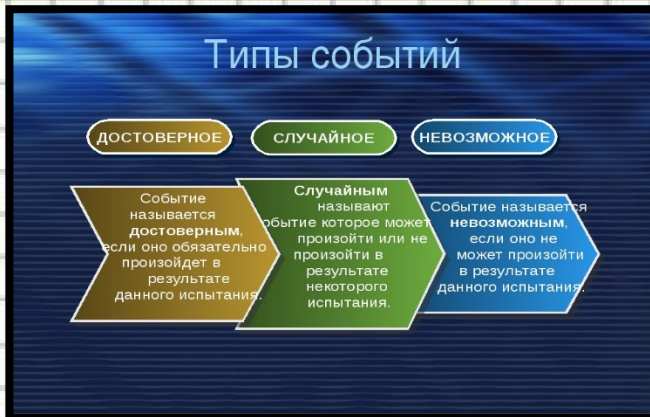 Типы событий
ДОСТОВЕРНОЕ
СЛУЧАЙНОЕ
НЕВОЗМОЖНОЕ
Событие
называется
достоверным,
если оно обязательно
произойдет в
результате
данного испытания.
Случайным
называют
событие которое может
произойти или не
произойти в
результате
некоторого
испытания.
Событие называется
невозможным,
если оно не
может произойти
в результате
данного испытания.